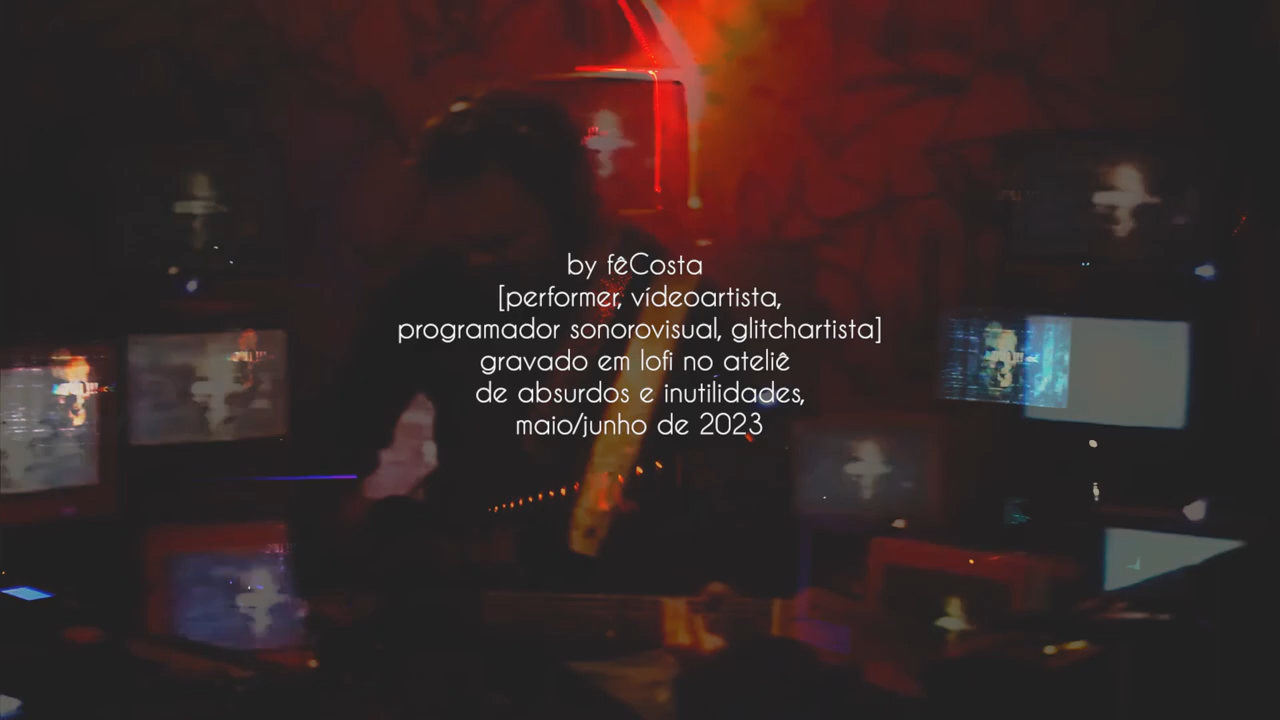 by fêCosta
[performer, vídeoartista,
programador sonorovisual, glitchartista]
gravado em lofi no ateliê
de absurdos e inutilidades,
maio/junho de 2023